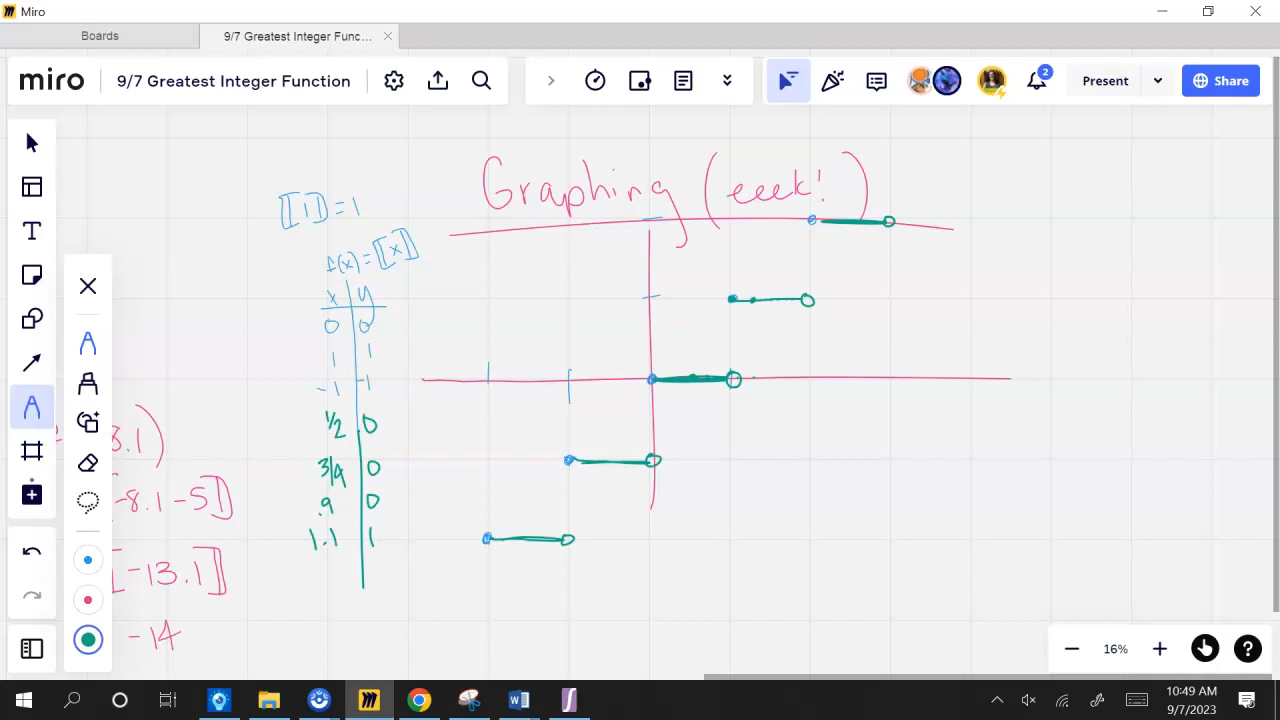 Miro
Boards
9/7 Greatest Integer Func...
miro
9/7 Greatest Integer Function
2
Present
Share
Graphing (eeek!)
[[1]] = 1
f(x) = [[x]]
x y
0 0
1 1
-1 -1
1/2 0
3/4 0
.9 0
1.1 1
8.1)
-8.1 -5]]
[-13.1]]
-14
16%
10:49 AM
9/7/2023